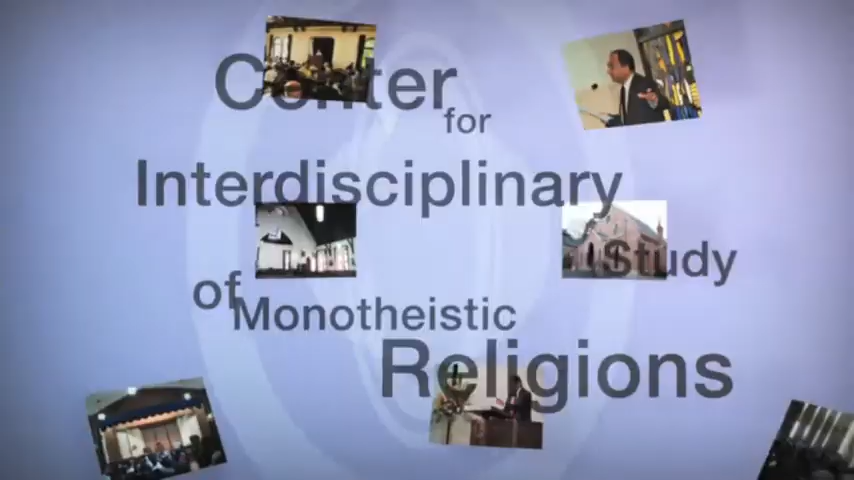 Center
for
Interdisciplinary
Study
of
Monotheistic
Religions